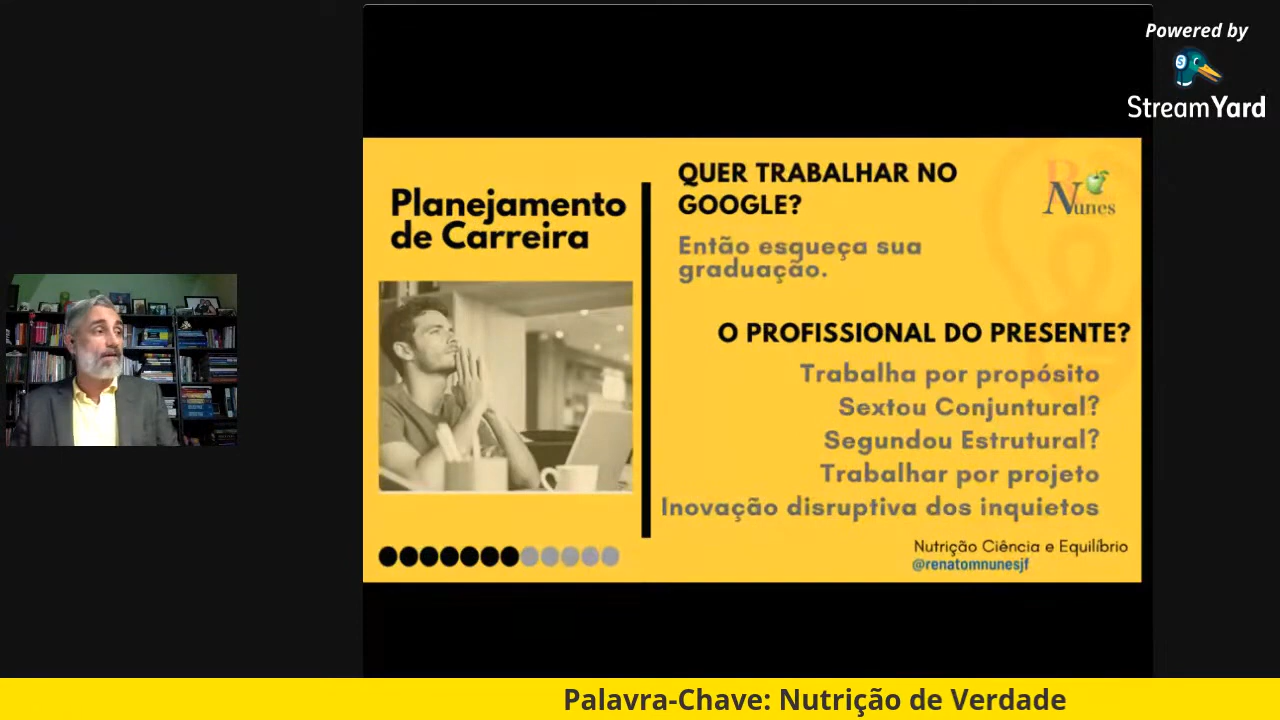 Powered by
StreamYard
Planejamento
de Carreira
QUER TRABALHAR NO
GOOGLE?
Então esqueça sua
graduação.
R
Nunes
O PROFISSIONAL DO PRESENTE?
Trabalha por propósito
Sextou Conjuntural?
Segundou Estrutural?
Trabalhar por projeto
Inovação disruptiva dos inquietos
Nutrição Ciência e Equilíbrio
@renatomnunesjf
Palavra-Chave: Nutrição de Verdade